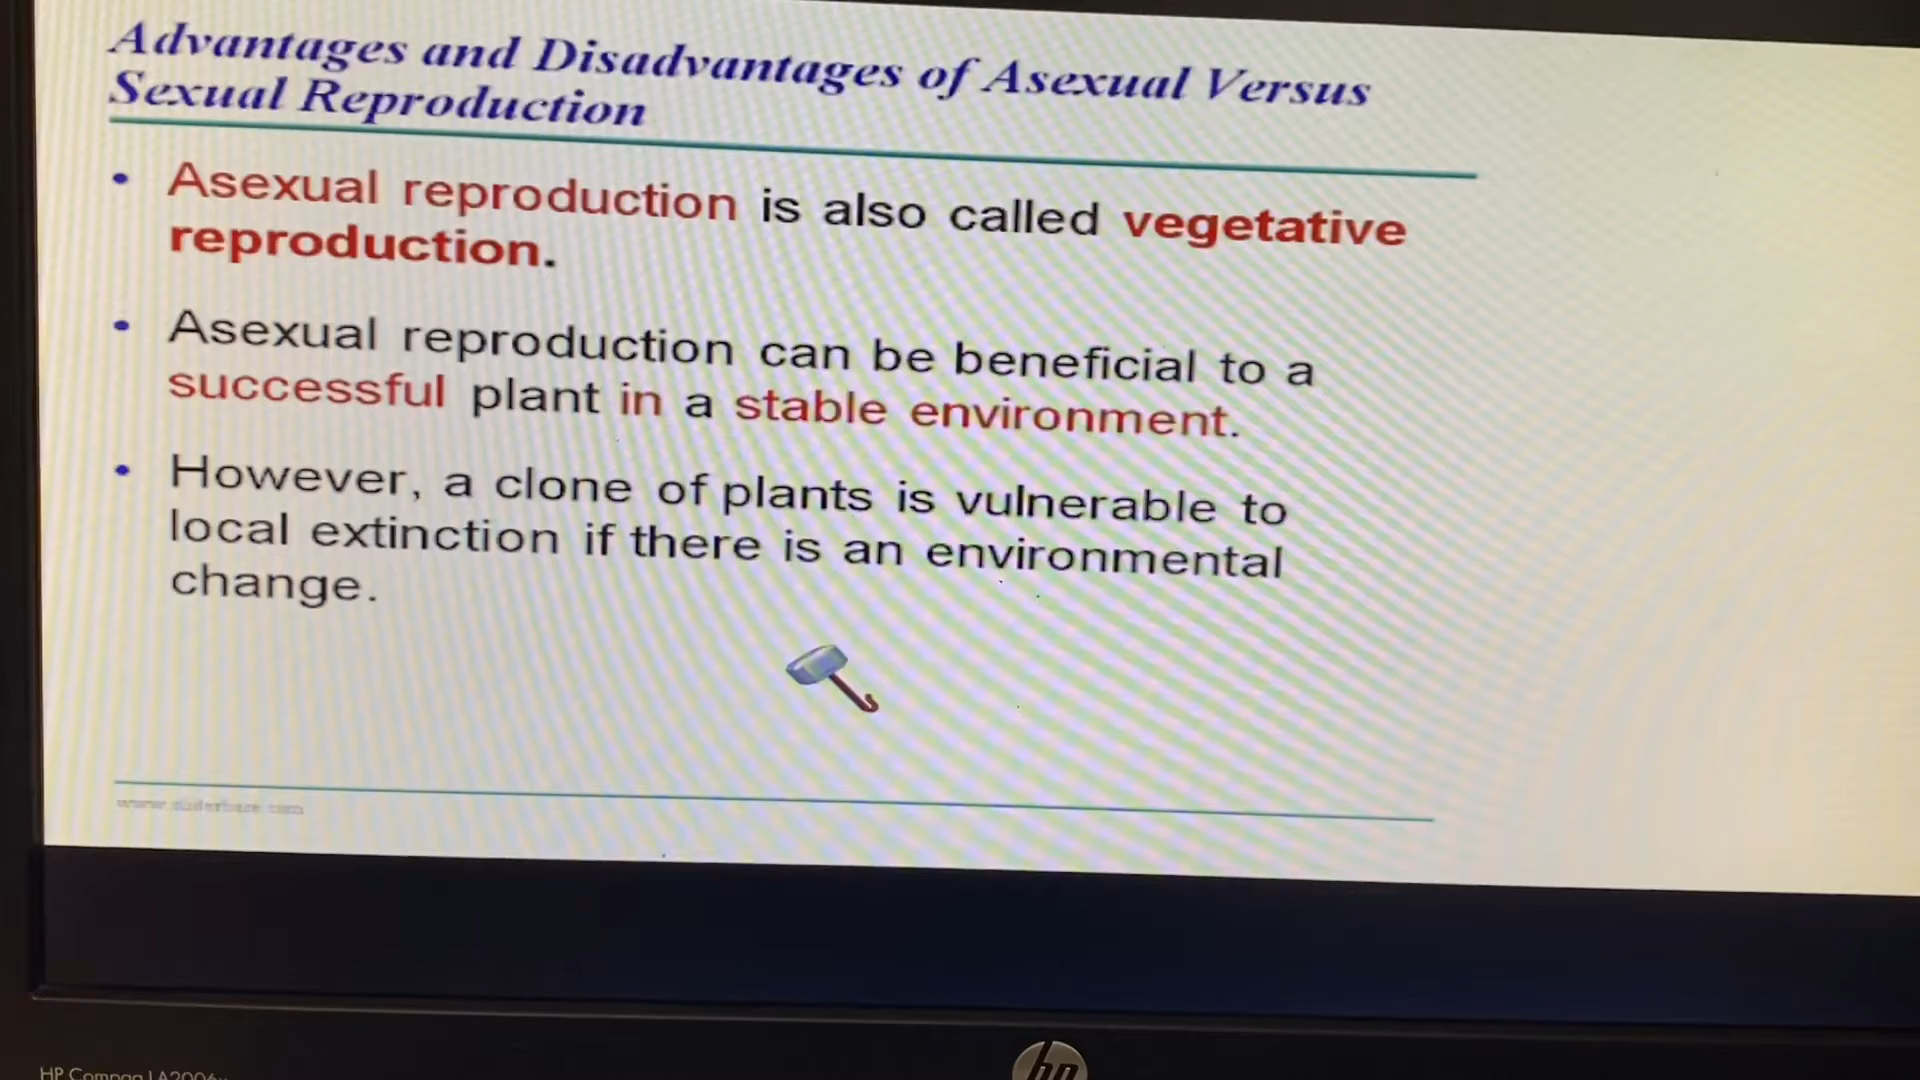 Advantages and Disadvantages of Asexual Versus
Sexual Reproduction
• Asexual reproduction is also called vegetative
reproduction.
• Asexual reproduction can be beneficial to a
successful plant in a stable environment.
• However, a clone of plants is vulnerable to
local extinction if there is an environmental
change.
hp
HP Compaq